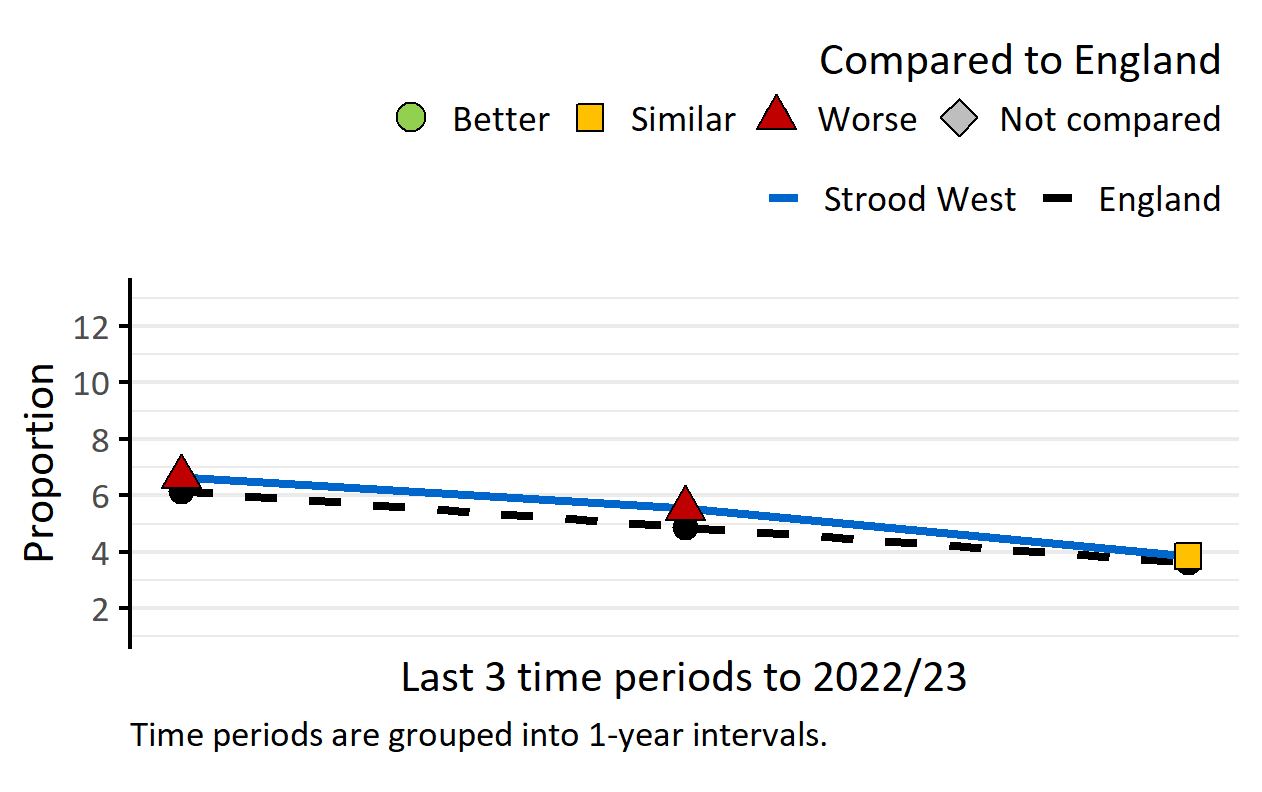 Compared to England
Better Similar Worse Not compared
Strood West England
12
10
8
6
4
2
Proportion
Last 3 time periods to 2022/23
Time periods are grouped into 1-year intervals.